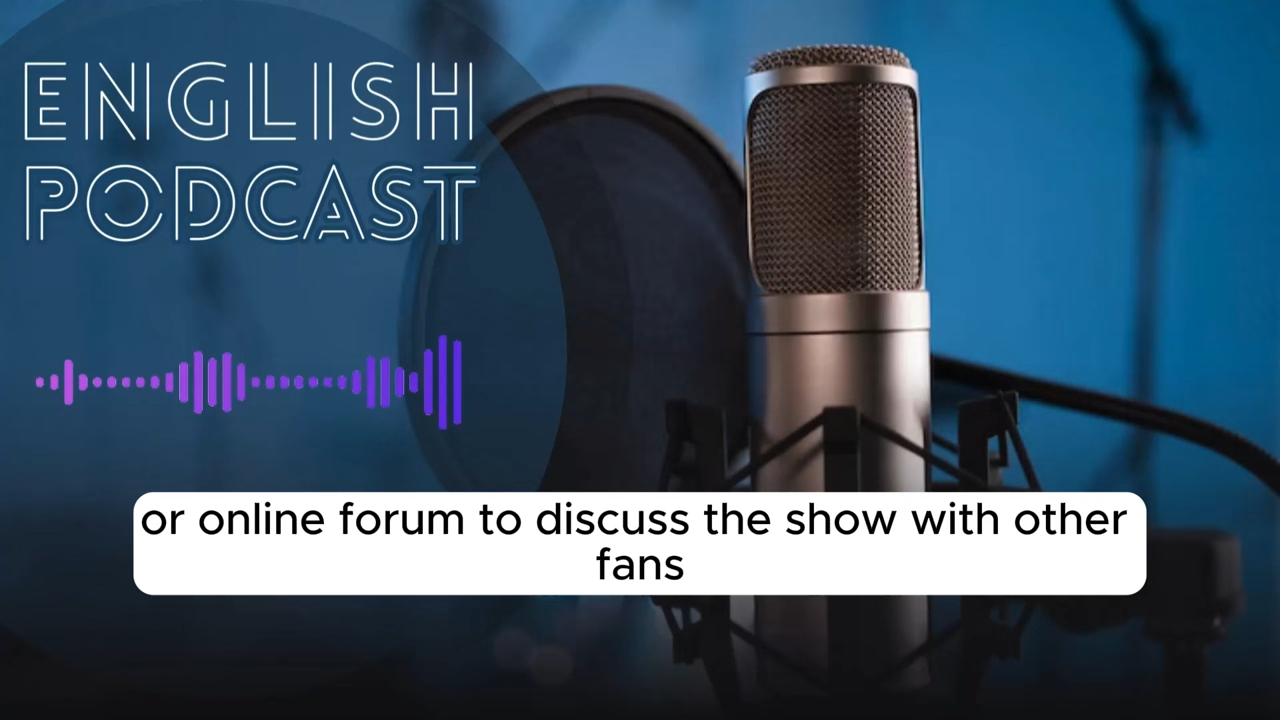 ENGLISH
PODCAST
or online forum to discuss the show with other
fans